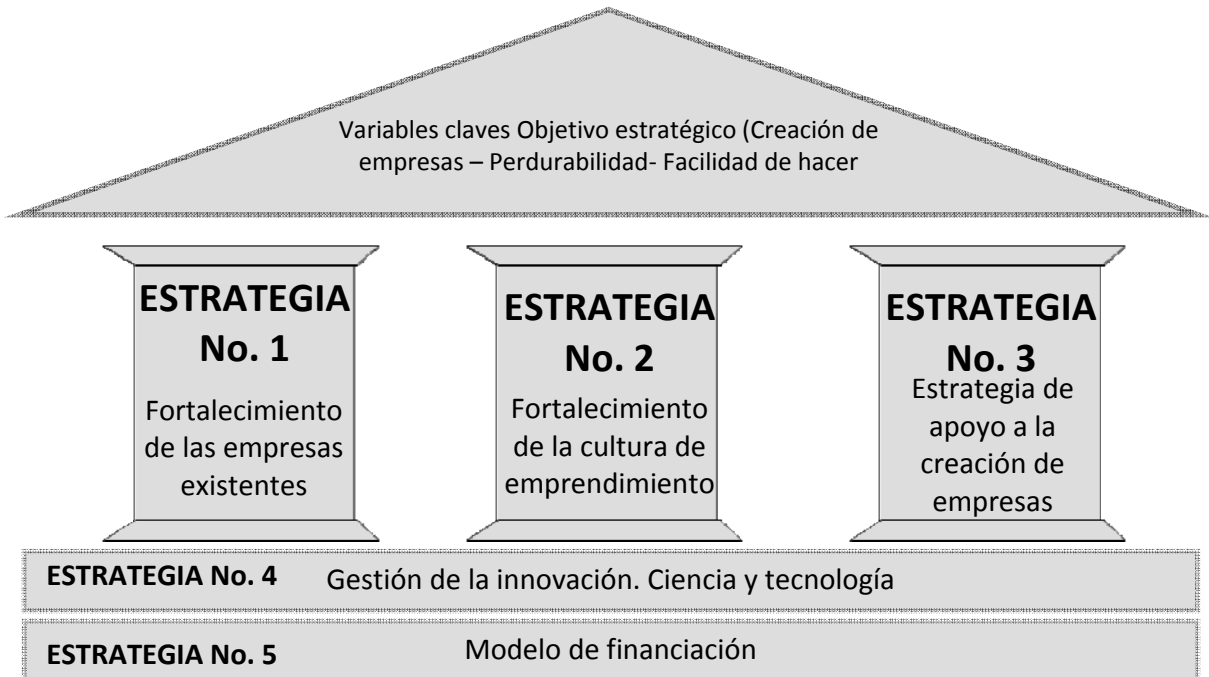 Variables claves Objetivo estratégico (Creación de
empresas – Perdurabilidad- Facilidad de hacer
ESTRATEGIA
No. 1
Fortalecimiento
de las empresas
existentes
ESTRATEGIA
No. 2
Fortalecimiento
de la cultura de
emprendimiento
ESTRATEGIA
No. 3
Estrategia de
apoyo a la
creación de
empresas
ESTRATEGIA No. 4 Gestión de la innovación. Ciencia y tecnología
ESTRATEGIA No. 5 Modelo de financiación